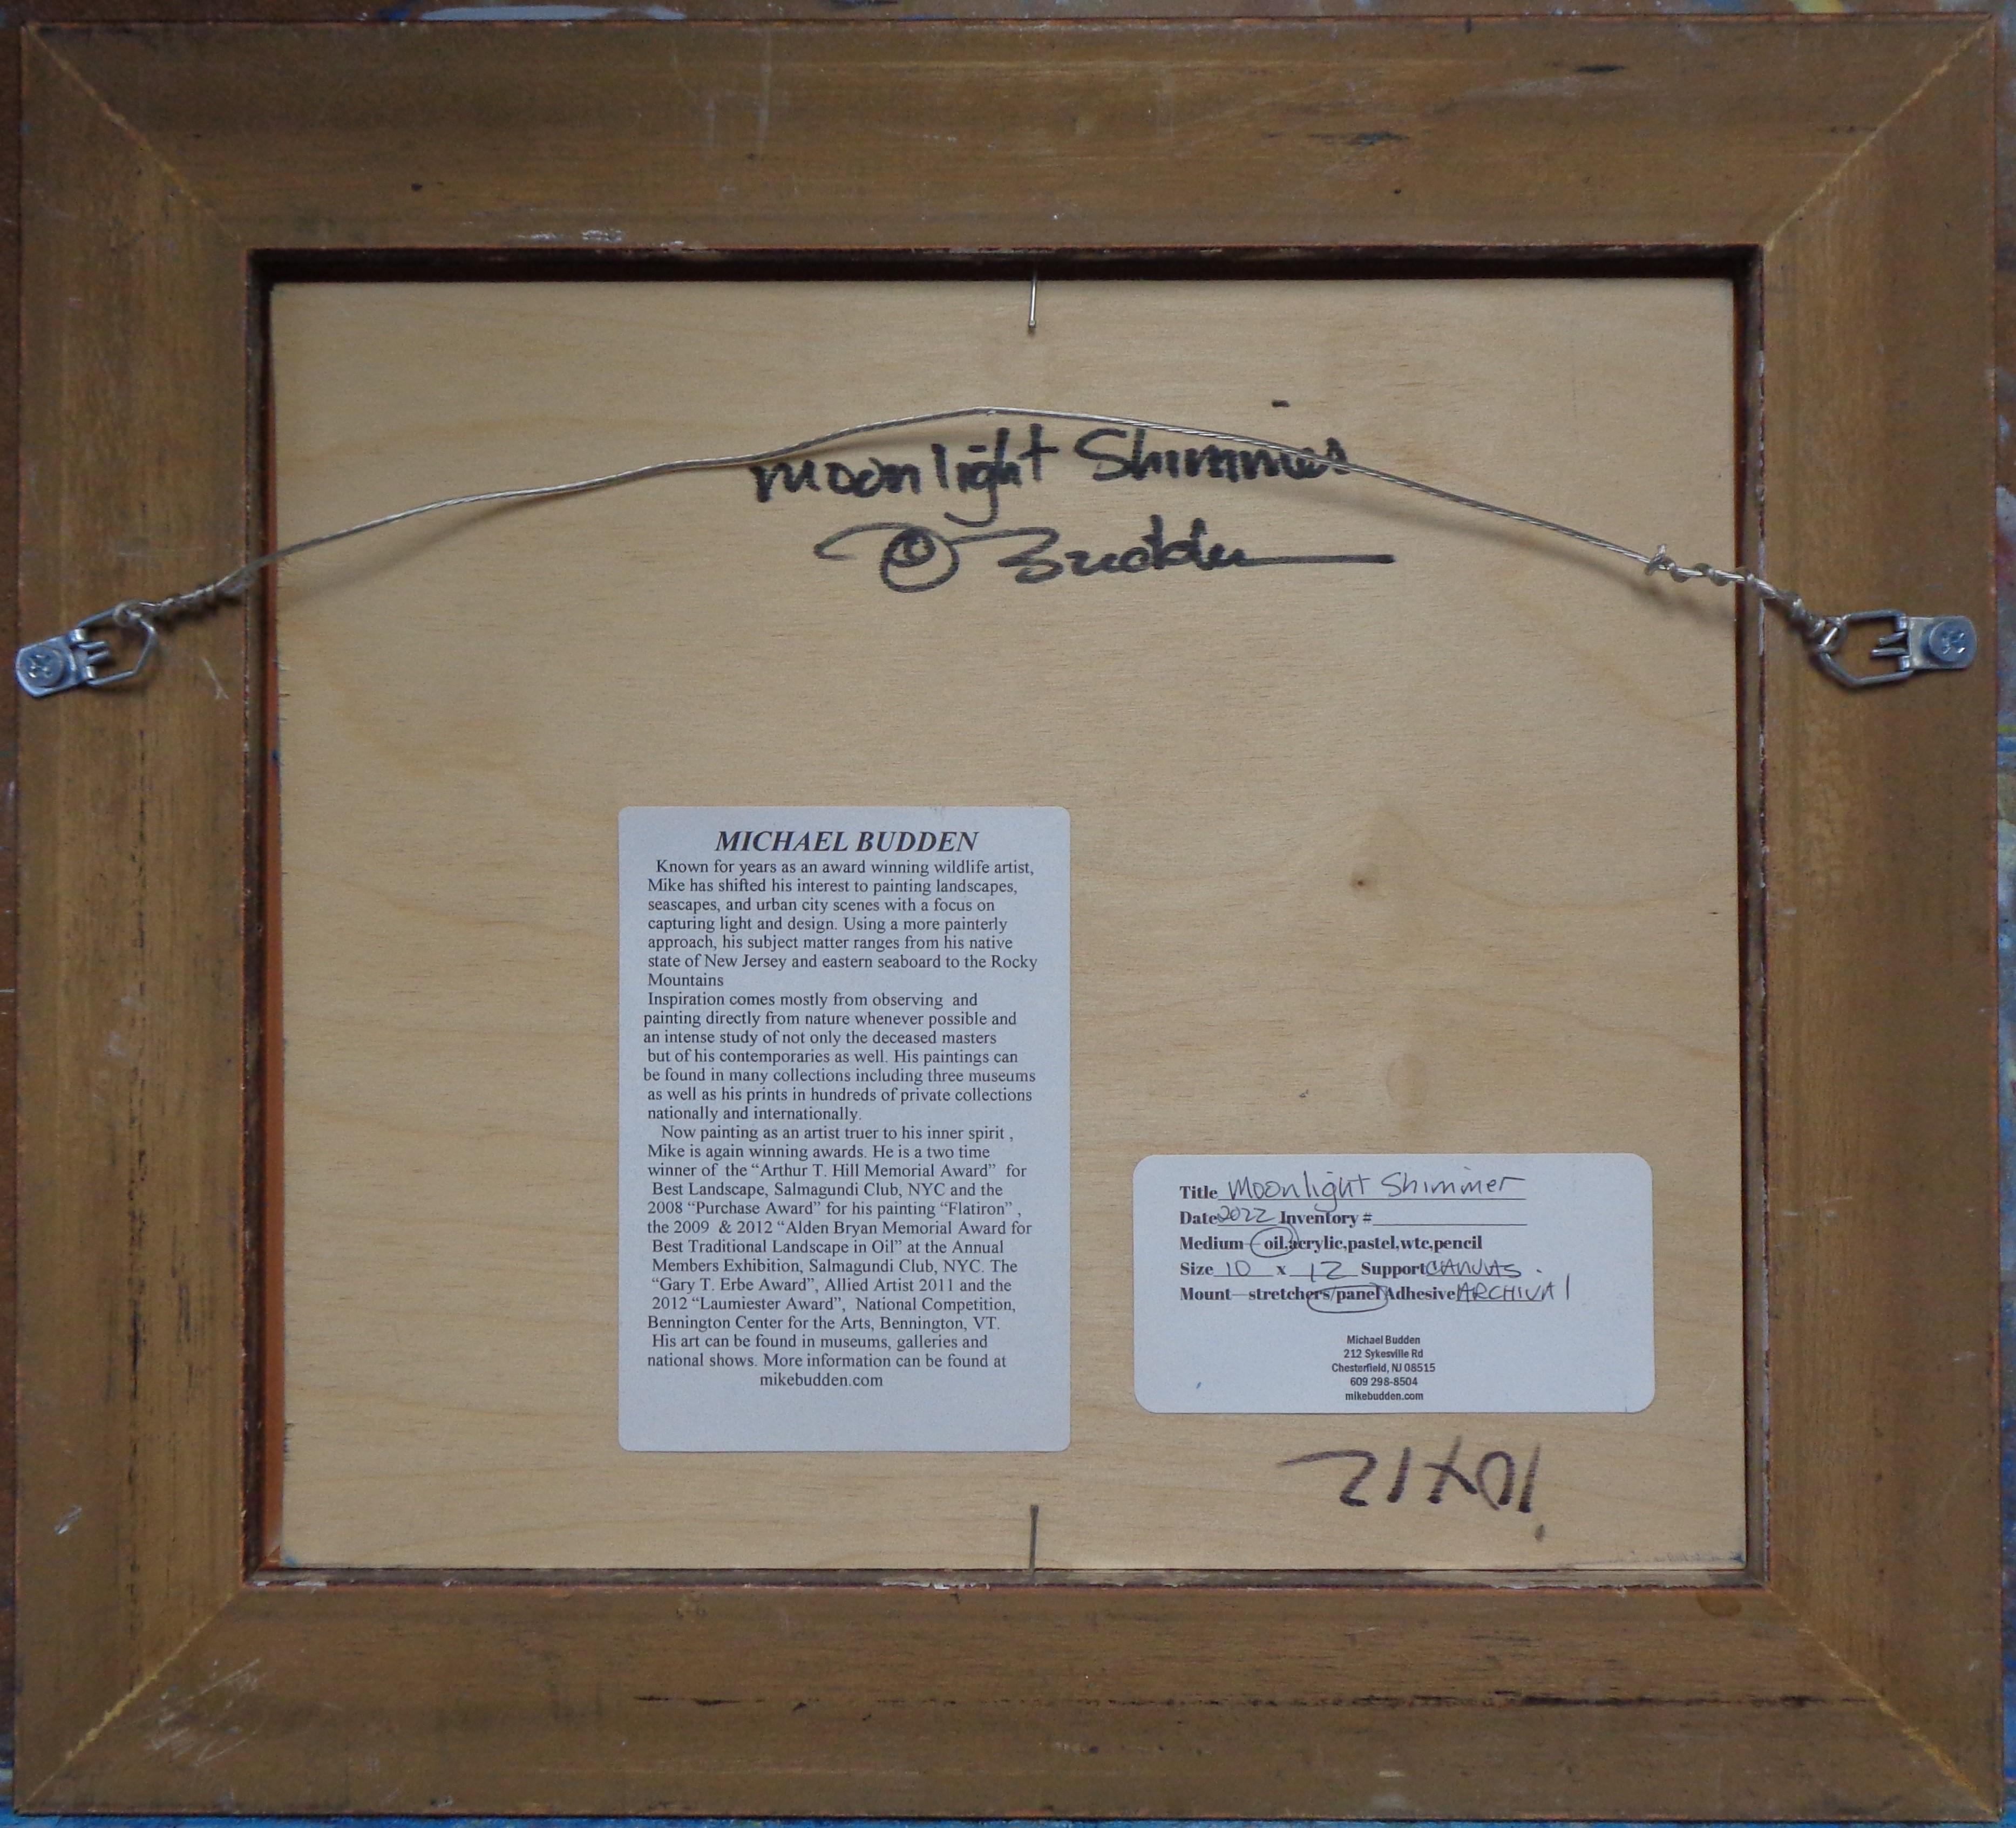 moonlight Shimmer
© Budden
MICHAEL BUDDEN
Known for years as an award winning wildlife artist,
Mike has shifted his interest to painting landscapes,
seascapes, and urban city scenes with a focus on
capturing light and design. Using a more painterly
approach, his subject matter ranges from his native
state of New Jersey and eastern seaboard to the Rocky
Mountains
Inspiration comes mostly from observing and
painting directly from nature whenever possible and
an intense study of not only the deceased masters
but of his contemporaries as well. His paintings can
be found in many collections including three museums
as well as his prints in hundreds of private collections
nationally and internationally.
Now painting as an artist truer to his inner spirit ,
Mike is again winning awards. He is a two time
winner of the “Arthur T. Hill Memorial Award” for
Best Landscape, Salmagundi Club, NYC and the
2008 “Purchase Award” for his painting “Flatiron” ,
the 2009 & 2012 “Alden Bryan Memorial Award for
Best Traditional Landscape in Oil” at the Annual
Members Exhibition, Salmagundi Club, NYC. The
“Gary T. Erbe Award”, Allied Artist 2011 and the
2012 “Laumiester Award”, National Competition,
Bennington Center for the Arts, Bennington, VT.
His art can be found in museums, galleries and
national shows. More information can be found at
mikebudden.com
Title Moonlight Shimmer
Date 2022 Inventory #
Medium oil,acrylic,pastel,wtc,pencil
Size 10 x 12 Support CANVAS.
Mount stretchers/panel Adhesive ARCHIVAl
Michael Budden
212 Sykesville Rd
Chesterfield, NJ 08515
609 298-8504
mikebudden.com
10X12